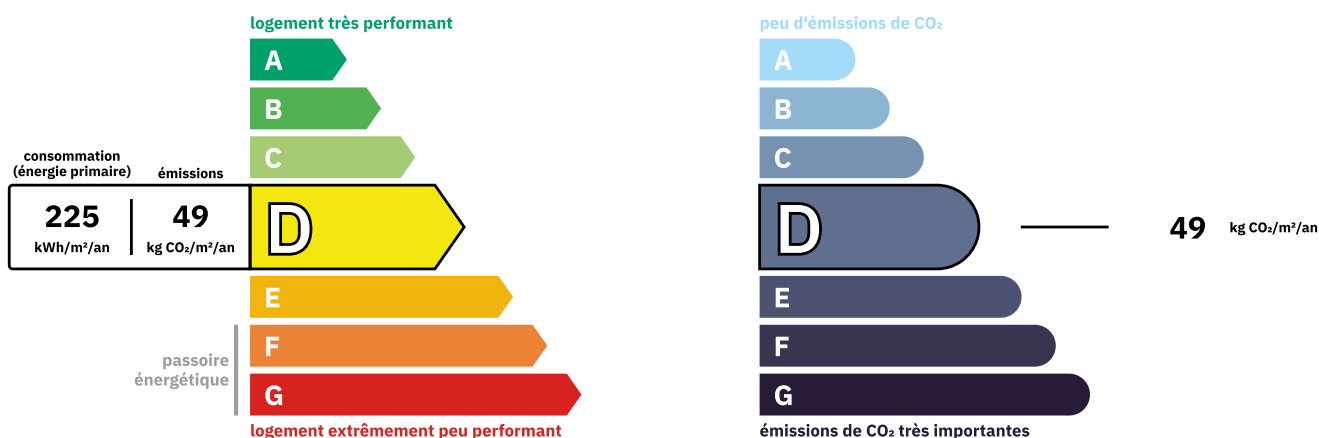 logement très performant
A
B
C
consommation
(énergie primaire)
émissions
225
kWh/m²/an
49
kg CO₂/m²/an
D
E
F
G
passoire
énergétique
logement extrêmement peu performant
peu d'émissions de CO₂
A
B
C
D
49
kg CO₂/m²/an
E
F
G
émissions de CO₂ très importantes